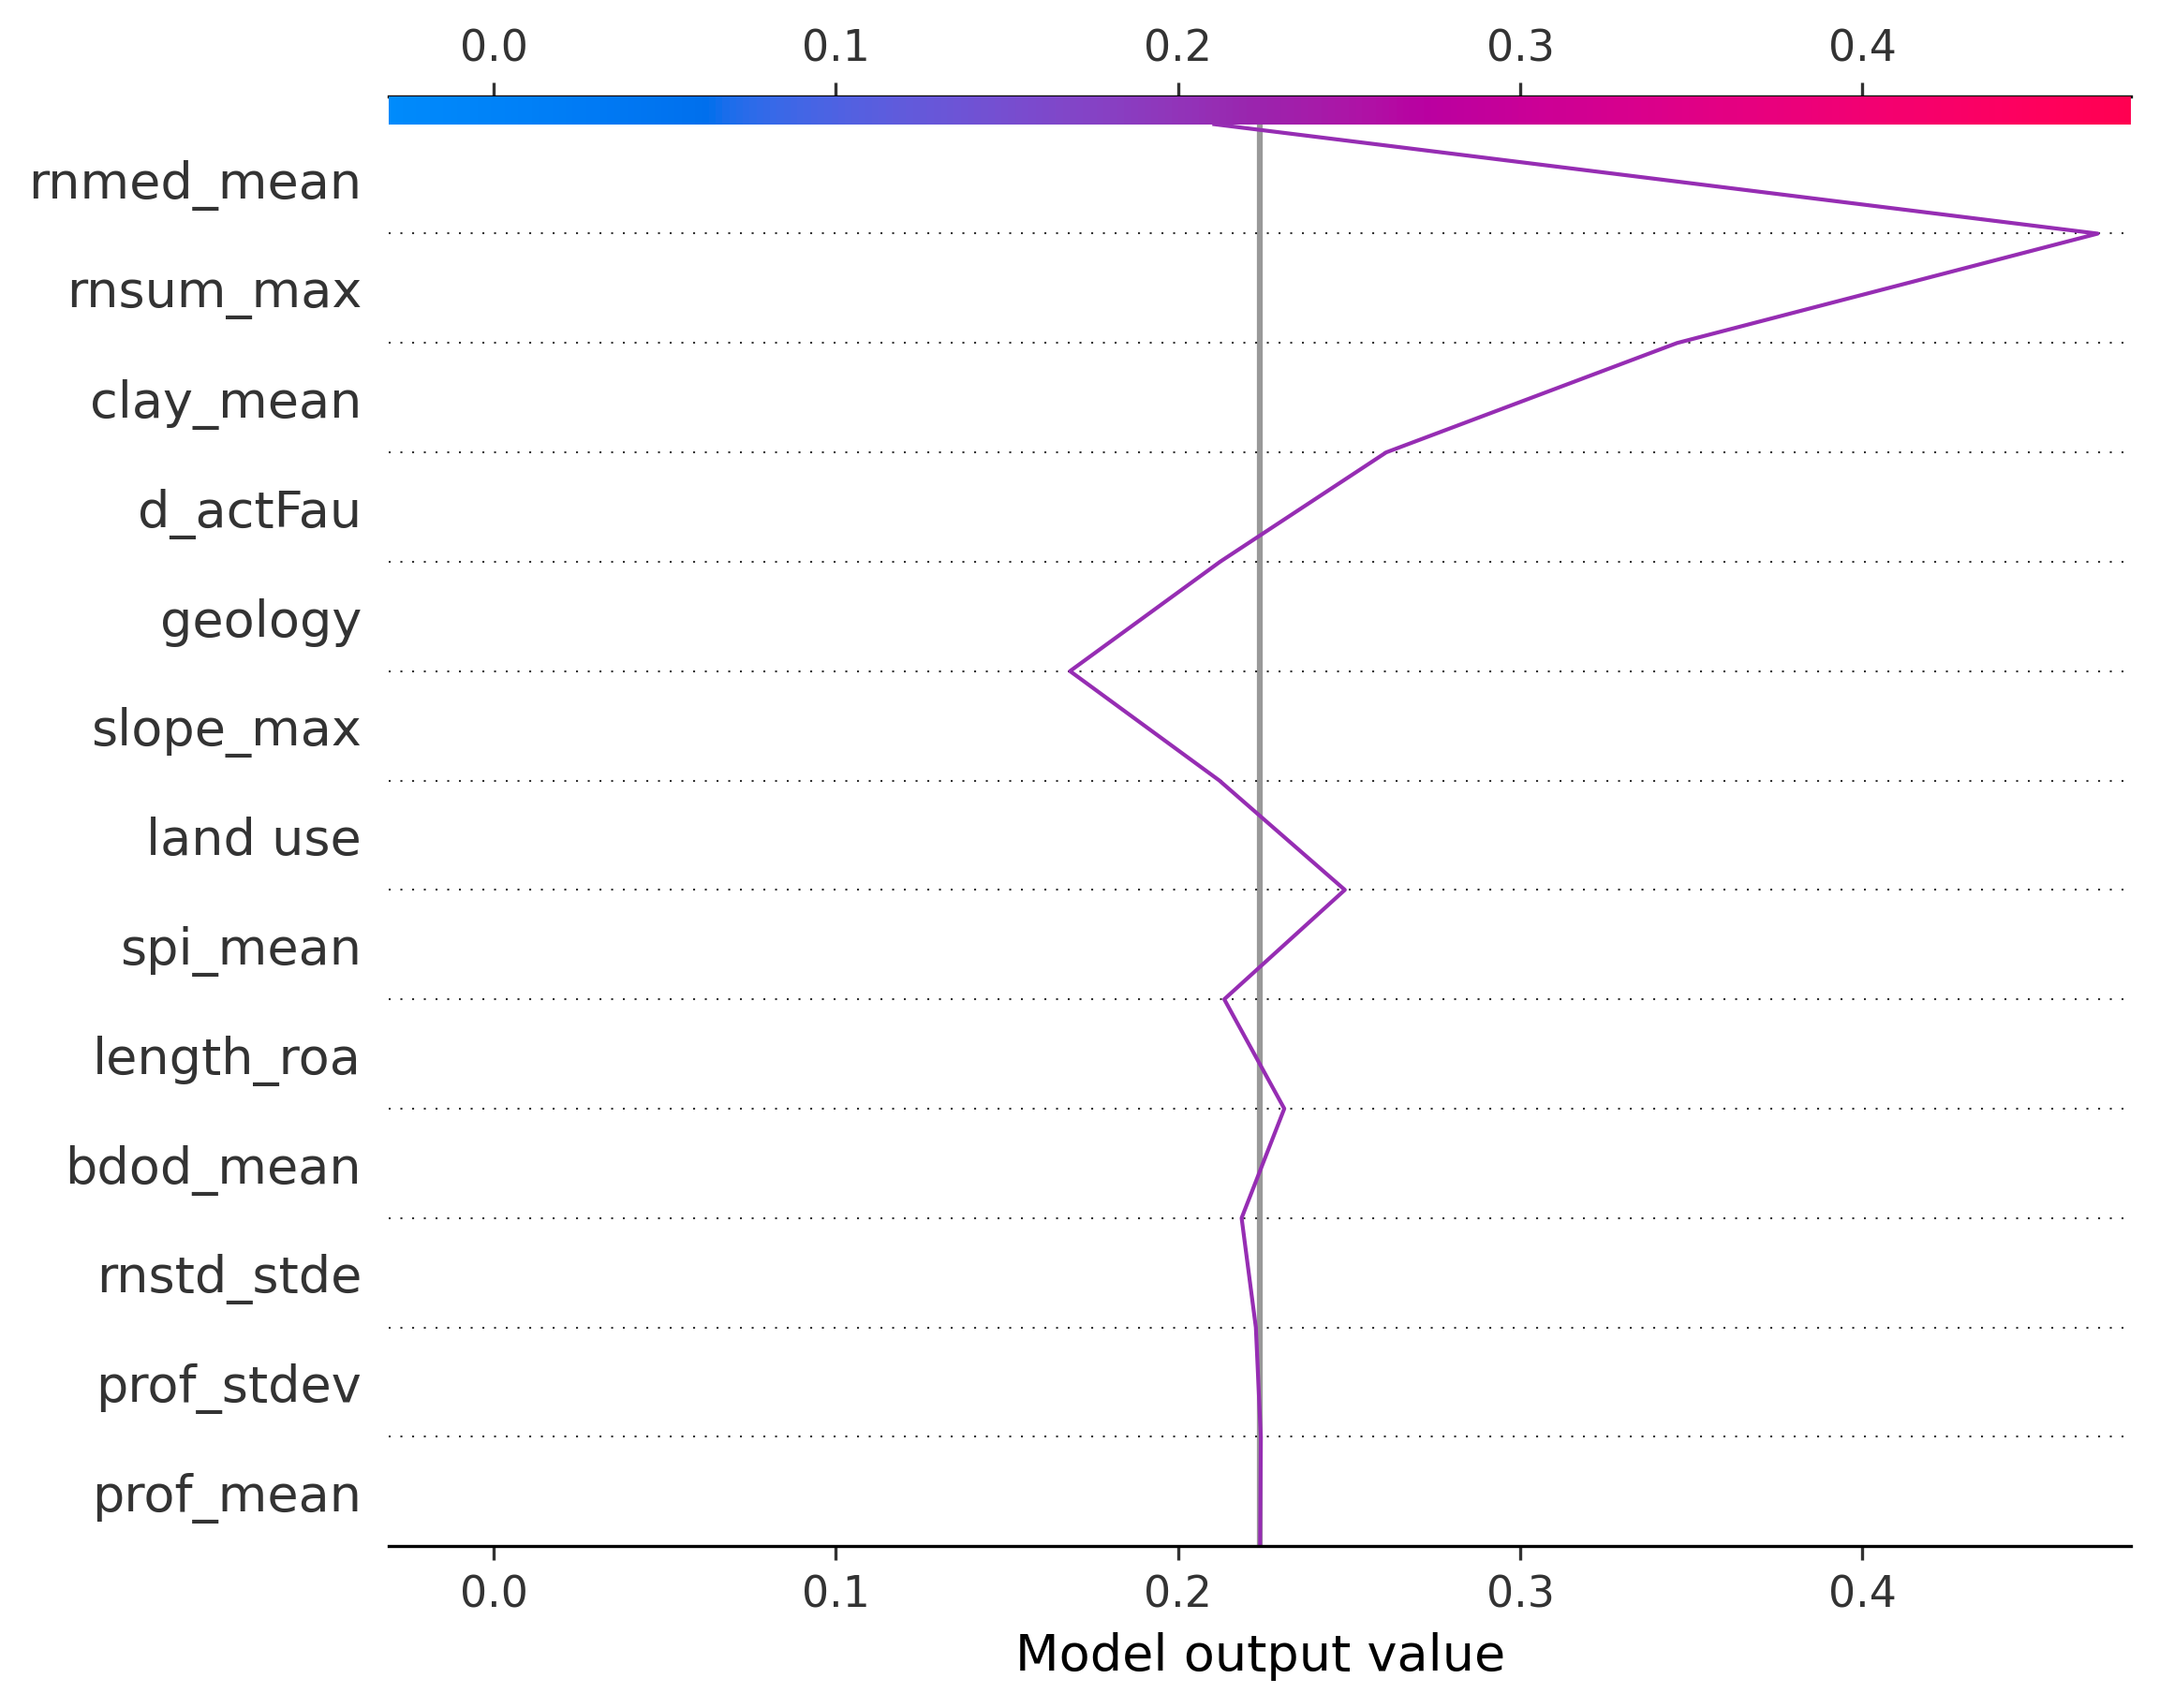 0.0 0.1 0.2 0.3 0.4
rnmed_mean
rnsum_max
clay_mean
d_actFau
geology
slope_max
land use
spi_mean
length_roa
bdod_mean
rnstd_stde
prof_stdev
prof_mean
0.0 0.1 0.2 0.3 0.4
Model output value